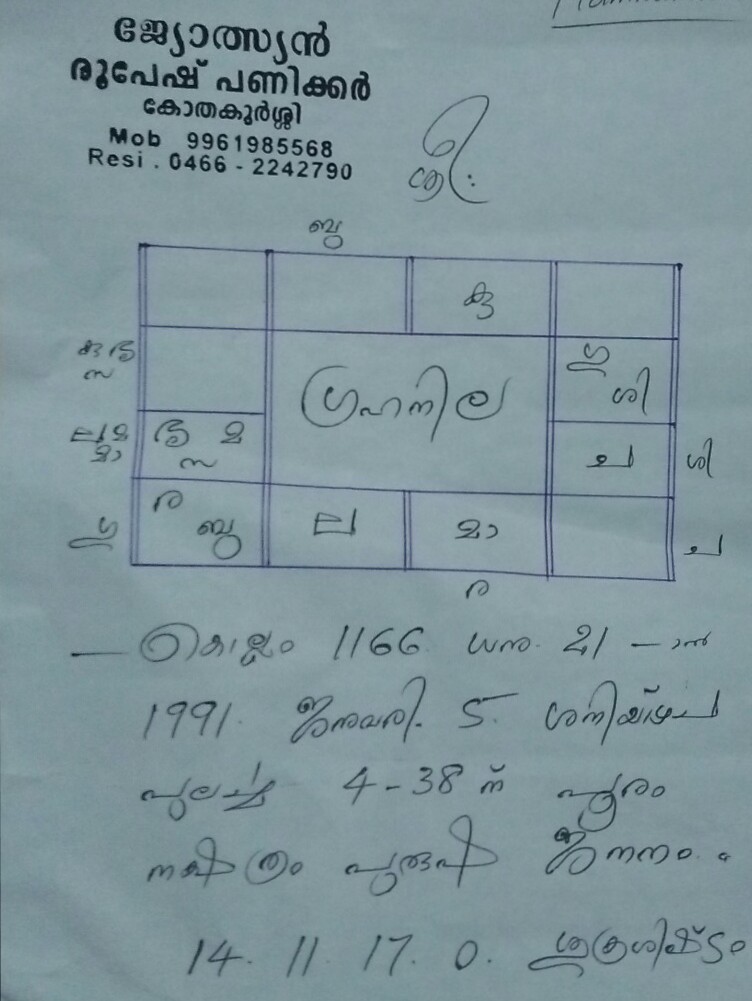 ജ്യോത്സ്യൻ
രൂപേഷ് പണിക്കർ
കോതകുർശ്ശി
Mob 9961985568
Resi . 0466 - 2242790
ശ്രീ:
ബു
കു
കു
സ
ഗു
ശി
ഗ്രഹനില
ല മ
മാ
മ
സ
ച
ശി
ഗു
ര
ബു
ല
മാ
ച
ര
കൊല്ലം 1166 ധനു 21 -ാൻ
1991. ജനുവരി. 5. ശനിയാഴ്ച
പുലർച്ച 4-38 ന് പൂരം
നക്ഷത്രം പുരുഷ ജനനം.
14. 11. 17. 0. ശുക്രശിഷ്ടം